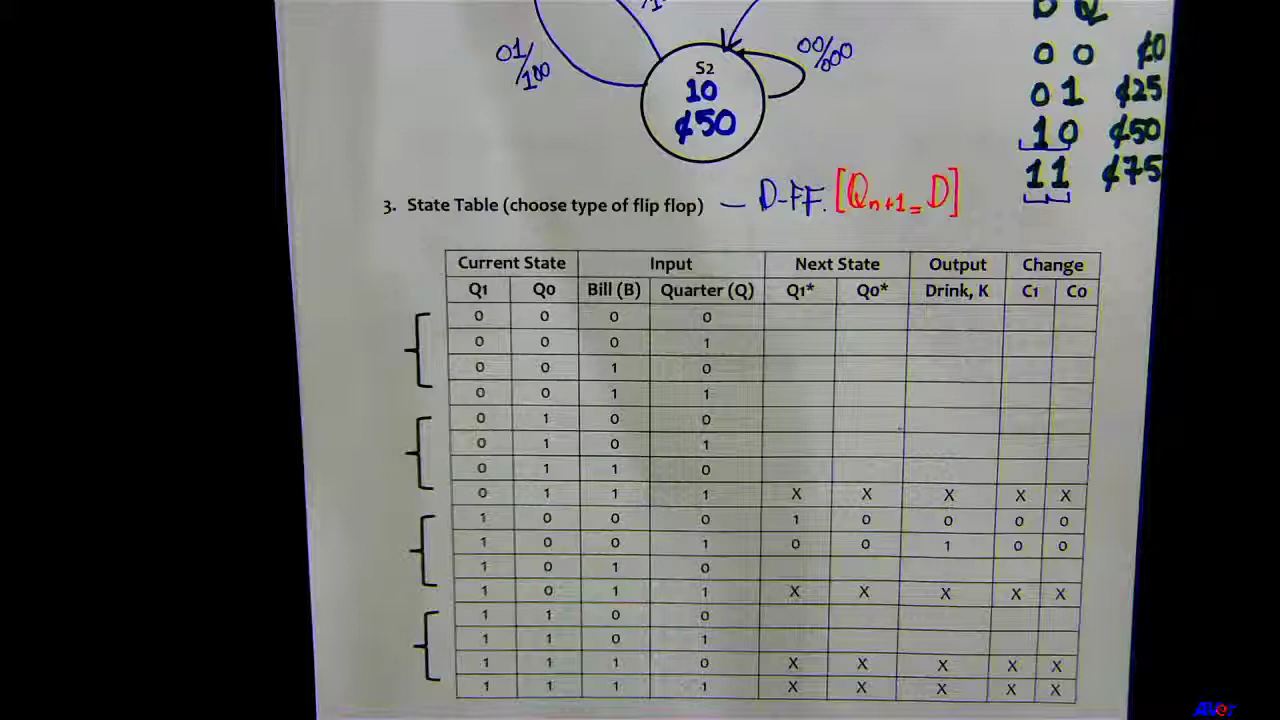 D Q
01/100
00/000
S2
10
¢50
0 0 ¢0
0 1 ¢25
1 0 ¢50
1 1 ¢75
3. State Table (choose type of flip flop) — D-FF. [Qn+1 = D]
Current State Input Next State Output Change
Q1 Q0 Bill (B) Quarter (Q) Q1* Q0* Drink, K C1 C0
0 0 0 0
0 0 0 1
0 0 1 0
0 0 1 1
0 1 0 0
0 1 0 1
0 1 1 0
0 1 1 1 X X X X X
1 0 0 0 1 0 0 0 0
1 0 0 1 0 0 1 0 0
1 0 1 0
1 0 1 1 X X X X X
1 1 0 0
1 1 0 1
1 1 1 0 X X X X X
1 1 1 1 X X X X X
AVer